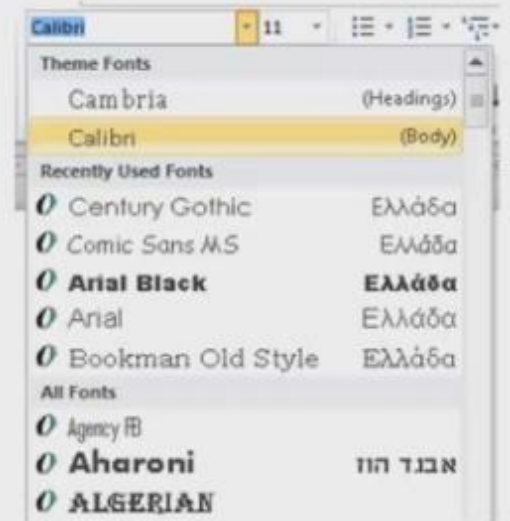 Calibri 11
Theme Fonts
Cambria (Headings)
Calibri (Body)
Recently Used Fonts
O Century Gothic Ελλάδα
O Comic Sans MS Ελλάδα
O Arial Black Ελλάδα
O Arial Ελλάδα
O Bookman Old Style Ελλάδα
All Fonts
O Agency FB
O Aharoni אבגד הוז
O ALGERIAN